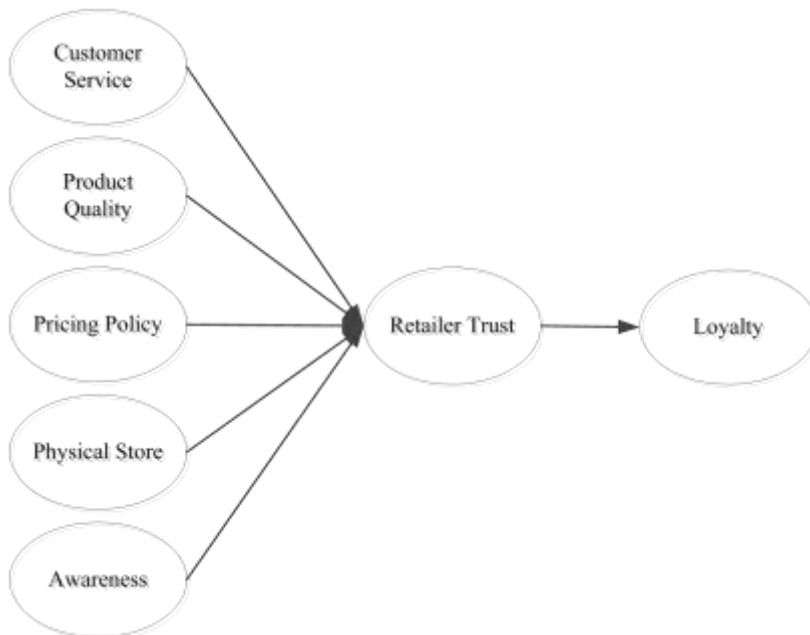 Customer
Service
Product
Quality
Pricing Policy
Retailer Trust
Loyalty
Physical Store
Awareness